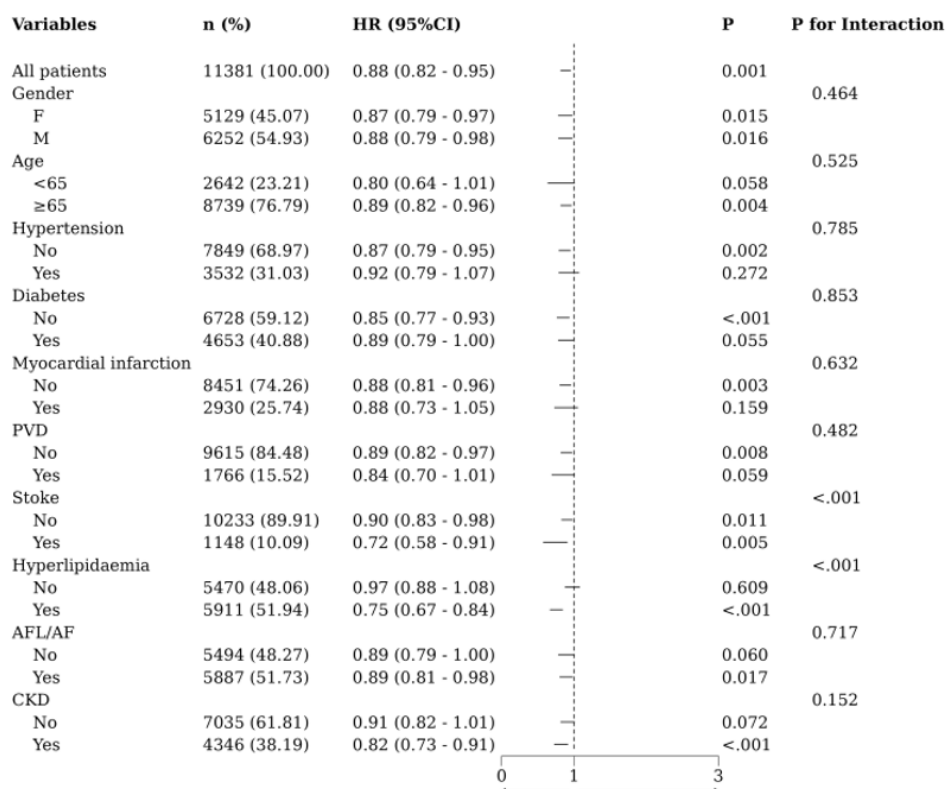 Variables n (%) HR (95%CI) P P for Interaction
All patients 11381 (100.00) 0.88 (0.82 - 0.95) 0.001
Gender 0.464
F 5129 (45.07) 0.87 (0.79 - 0.97) 0.015
M 6252 (54.93) 0.88 (0.79 - 0.98) 0.016
Age 0.525
<65 2642 (23.21) 0.80 (0.64 - 1.01) 0.058
≥65 8739 (76.79) 0.89 (0.82 - 0.96) 0.004
Hypertension 0.785
No 7849 (68.97) 0.87 (0.79 - 0.95) 0.002
Yes 3532 (31.03) 0.92 (0.79 - 1.07) 0.272
Diabetes 0.853
No 6728 (59.12) 0.85 (0.77 - 0.93) <.001
Yes 4653 (40.88) 0.89 (0.79 - 1.00) 0.055
Myocardial infarction 0.632
No 8451 (74.26) 0.88 (0.81 - 0.96) 0.003
Yes 2930 (25.74) 0.88 (0.73 - 1.05) 0.159
PVD 0.482
No 9615 (84.48) 0.89 (0.82 - 0.97) 0.008
Yes 1766 (15.52) 0.84 (0.70 - 1.01) 0.059
Stoke <.001
No 10233 (89.91) 0.90 (0.83 - 0.98) 0.011
Yes 1148 (10.09) 0.72 (0.58 - 0.91) 0.005
Hyperlipidaemia <.001
No 5470 (48.06) 0.97 (0.88 - 1.08) 0.609
Yes 5911 (51.94) 0.75 (0.67 - 0.84) <.001
AFL/AF 0.717
No 5494 (48.27) 0.89 (0.79 - 1.00) 0.060
Yes 5887 (51.73) 0.89 (0.81 - 0.98) 0.017
CKD 0.152
No 7035 (61.81) 0.91 (0.82 - 1.01) 0.072
Yes 4346 (38.19) 0.82 (0.73 - 0.91) <.001
0 1 3